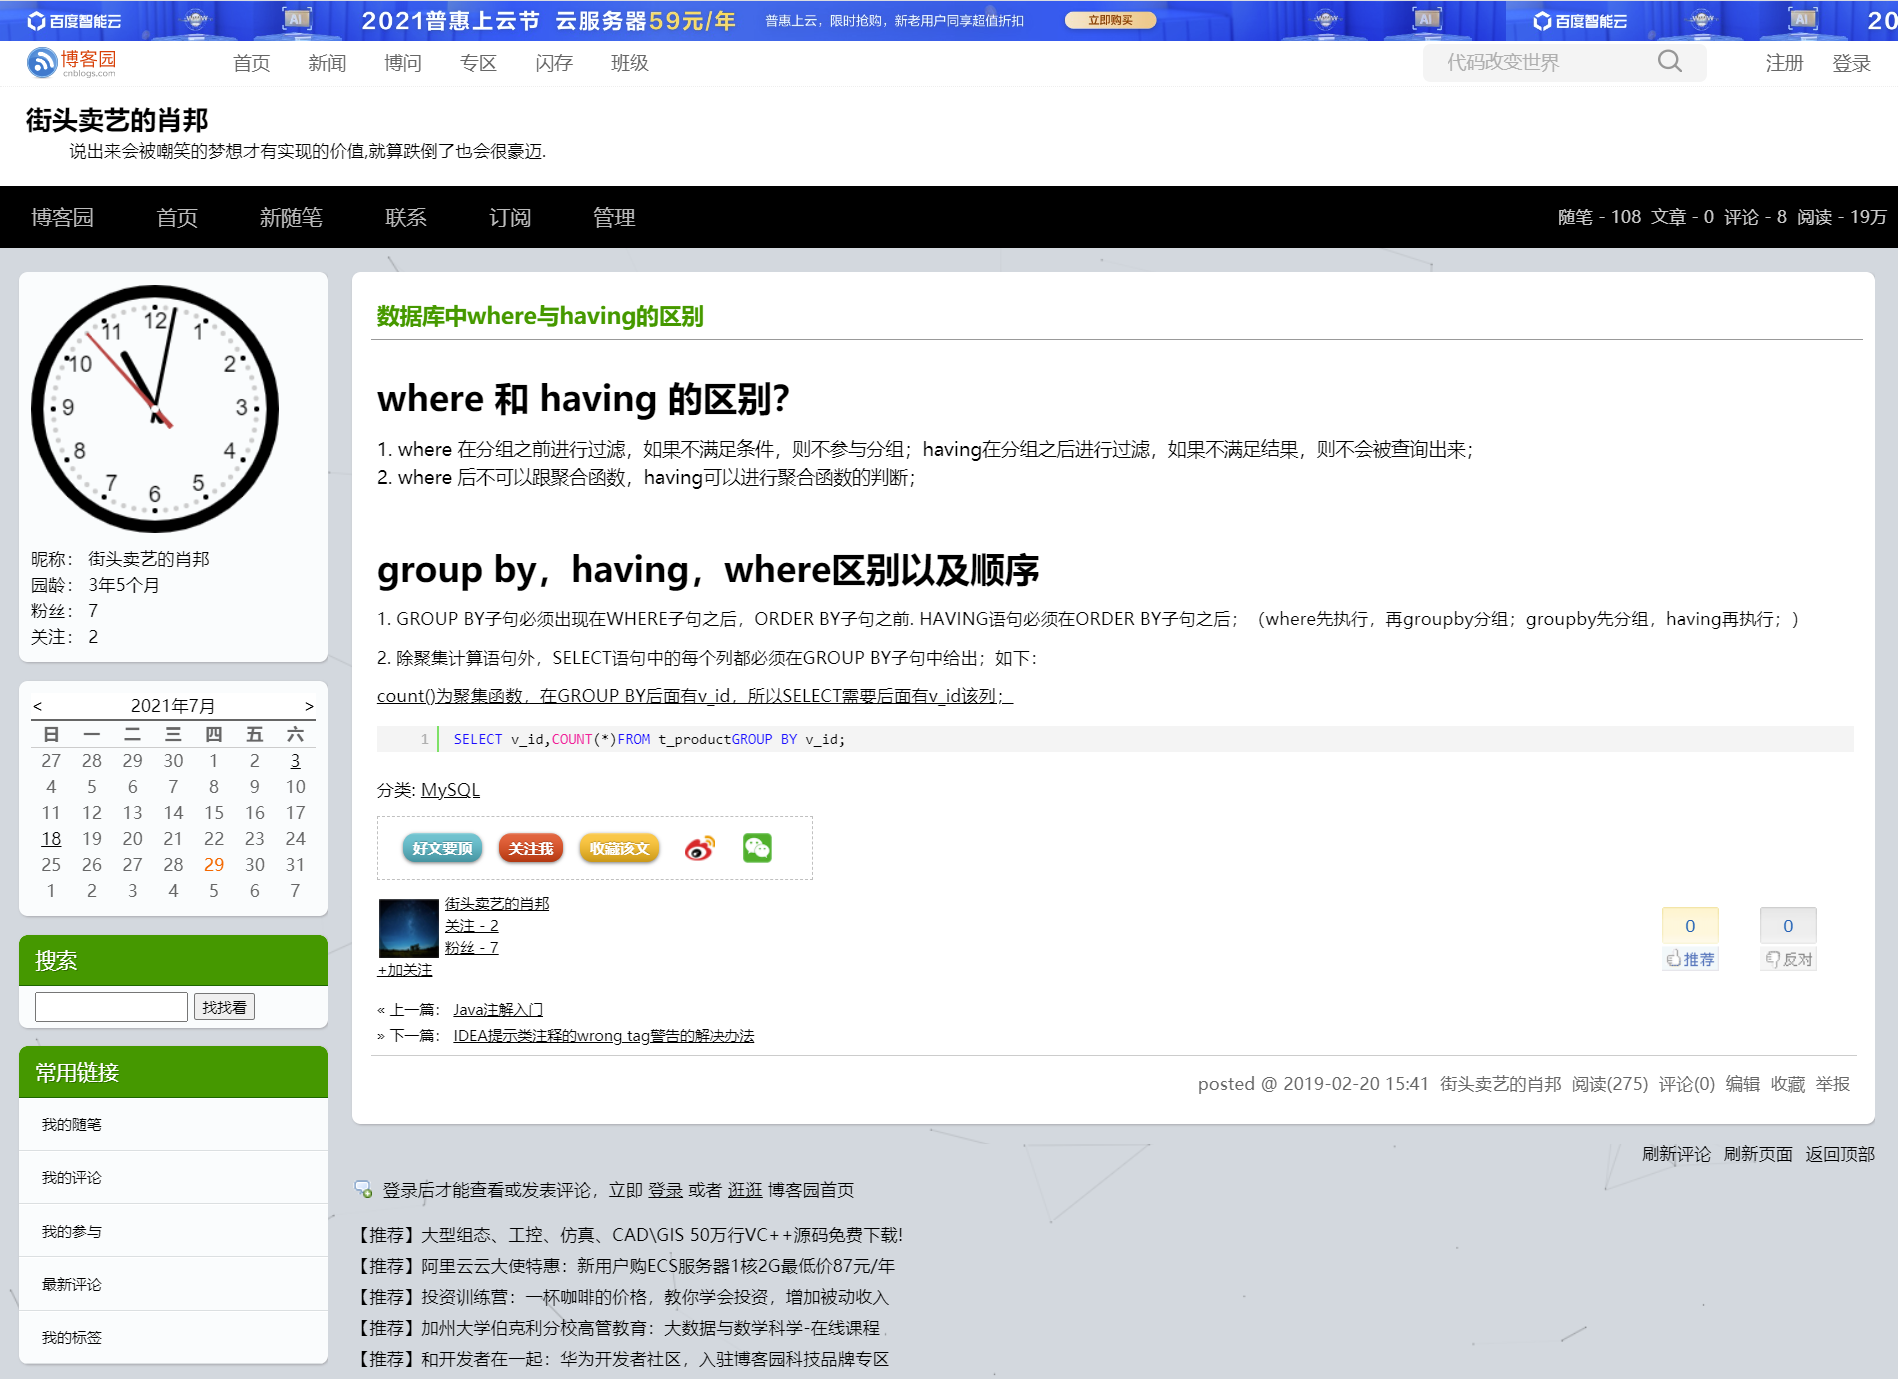 百度智能云 WWW AI 2021普惠上云节 云服务器59元/年 普惠上云，限时抢购，新老用户同享超值折扣 立即购买 WWW AI 百度智能云 WWW AI 20
博客园 cnblogs.com 首页 新闻 博问 专区 闪存 班级 代码改变世界 注册 登录
街头卖艺的肖邦
说出来会被嘲笑的梦想才有实现的价值,就算跌倒了也会很豪迈.
博客园 首页 新随笔 联系 订阅 管理 随笔 - 108 文章 - 0 评论 - 8 阅读 - 19万
12 1 2 3 4 5 6 7 8 9 10 11
昵称： 街头卖艺的肖邦
园龄： 3年5个月
粉丝： 7
关注： 2
< 2021年7月 >
日 一 二 三 四 五 六
27 28 29 30 1 2 3
4 5 6 7 8 9 10
11 12 13 14 15 16 17
18 19 20 21 22 23 24
25 26 27 28 29 30 31
1 2 3 4 5 6 7
搜索
找找看
常用链接
我的随笔
我的评论
我的参与
最新评论
我的标签
数据库中where与having的区别
where 和 having 的区别？
1. where 在分组之前进行过滤，如果不满足条件，则不参与分组；having在分组之后进行过滤，如果不满足结果，则不会被查询出来；
2. where 后不可以跟聚合函数，having可以进行聚合函数的判断；
group by，having，where区别以及顺序
1. GROUP BY子句必须出现在WHERE子句之后，ORDER BY子句之前. HAVING语句必须在ORDER BY子句之后；（where先执行，再groupby分组；groupby先分组，having再执行；）
2. 除聚集计算语句外，SELECT语句中的每个列都必须在GROUP BY子句中给出；如下：
count()为聚集函数，在GROUP BY后面有v_id，所以SELECT需要后面有v_id该列；
1 SELECT v_id,COUNT(*)FROM t_productGROUP BY v_id;
分类: MySQL
好文要顶 关注我 收藏该文
街头卖艺的肖邦
关注 - 2
粉丝 - 7
+加关注
0 0
推荐 反对
« 上一篇： Java注解入门
» 下一篇： IDEA提示类注释的wrong tag警告的解决办法
posted @ 2019-02-20 15:41 街头卖艺的肖邦 阅读(275) 评论(0) 编辑 收藏 举报
刷新评论 刷新页面 返回顶部
登录后才能查看或发表评论，立即 登录 或者 逛逛 博客园首页
【推荐】大型组态、工控、仿真、CAD\GIS 50万行VC++源码免费下载!
【推荐】阿里云云大使特惠：新用户购ECS服务器1核2G最低价87元/年
【推荐】投资训练营：一杯咖啡的价格，教你学会投资，增加被动收入
【推荐】加州大学伯克利分校高管教育：大数据与数学科学-在线课程
【推荐】和开发者在一起：华为开发者社区，入驻博客园科技品牌专区